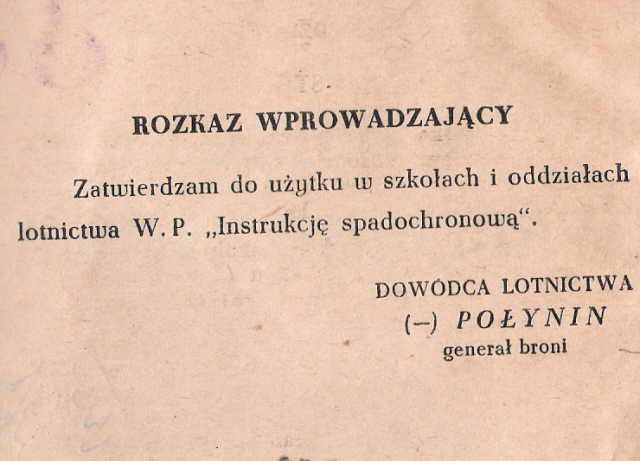 ROZKAZ WPROWADZAJĄCY
Zatwierdzam do użytku w szkołach i oddziałach
lotnictwa W. P. „Instrukcję spadochronową“.
DOWÓDCA LOTNICTWA
(—) POŁYNIN
generał broni